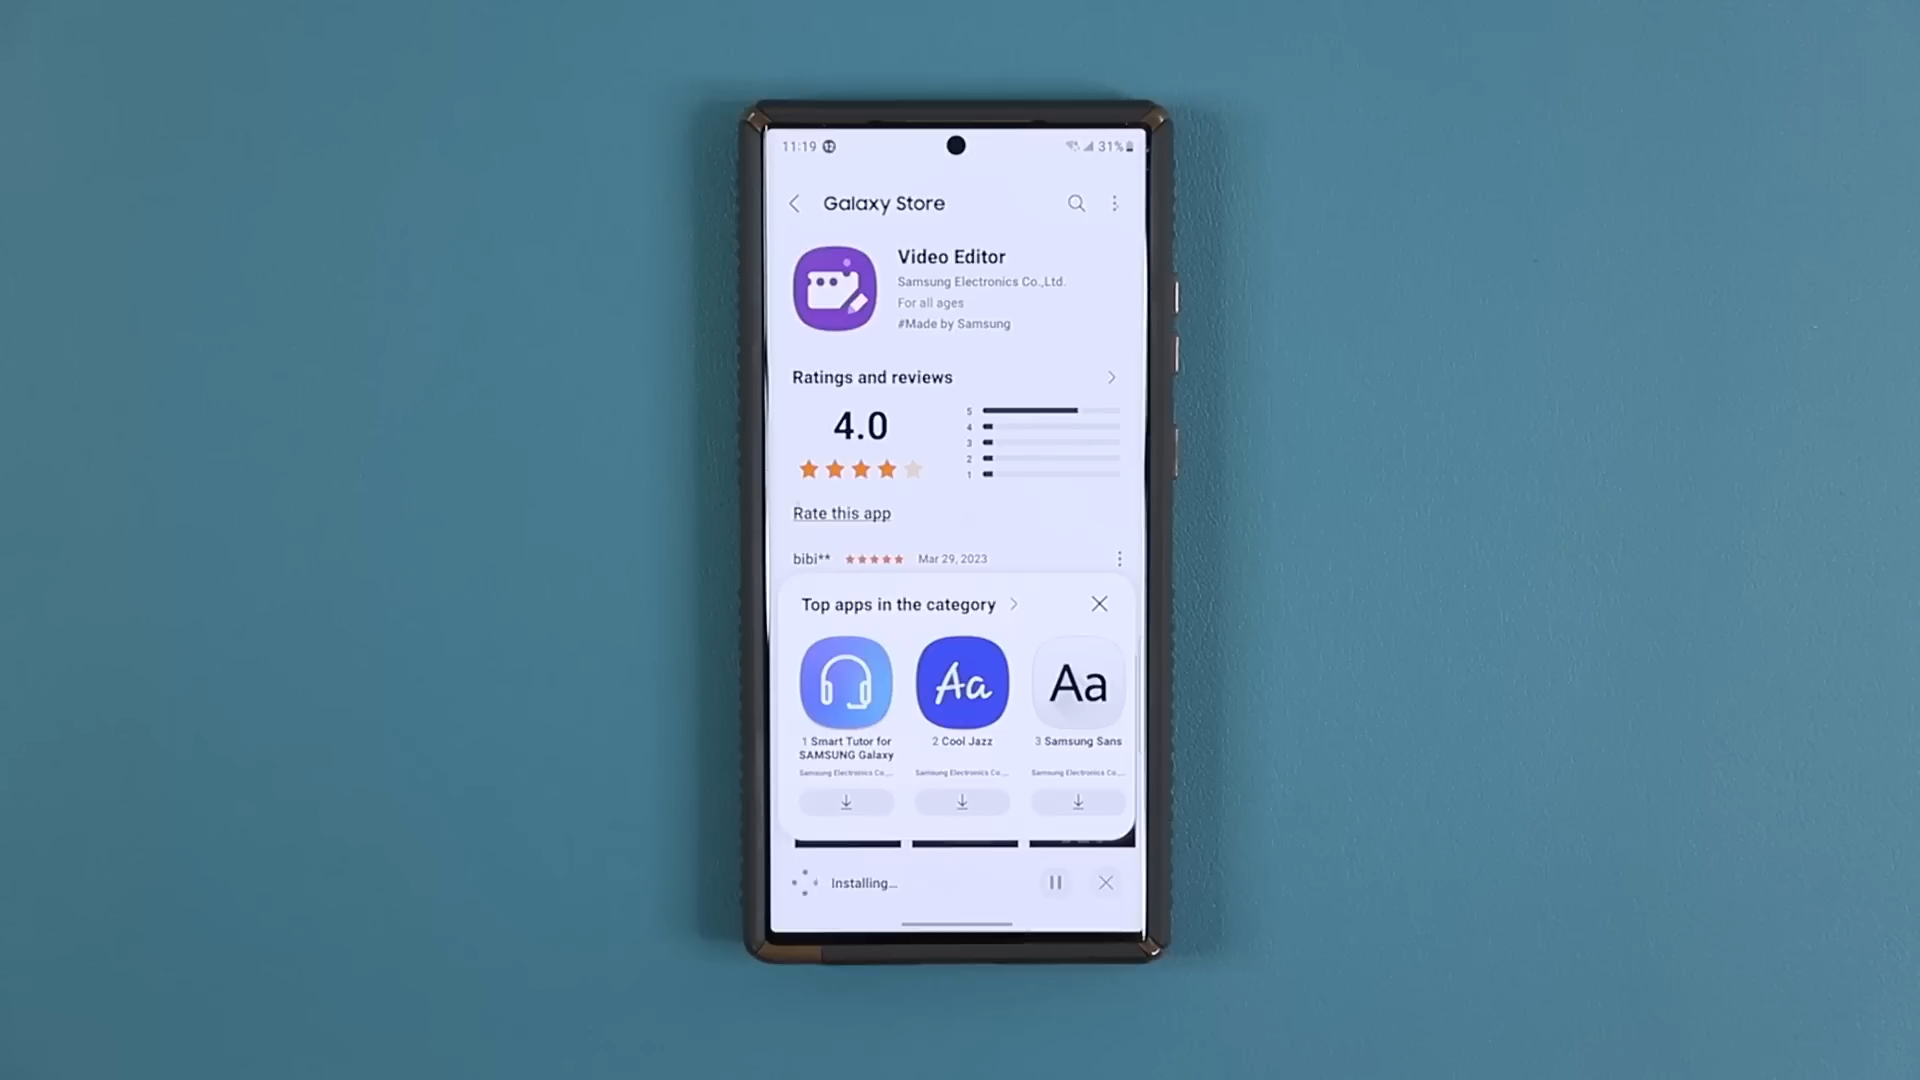 11:19
31%
Galaxy Store
Video Editor
Samsung Electronics Co.,Ltd.
For all ages
#Made by Samsung
Ratings and reviews
4.0
5
4
3
2
1
Rate this app
bibi** Mar 29, 2023
Top apps in the category
Aa
Aa
1 Smart Tutor for
SAMSUNG Galaxy
2 Cool Jazz
3 Samsung Sans
Samsung Electronics Co.,...
Samsung Electronics Co.,...
Samsung Electronics Co.,...
Installing...